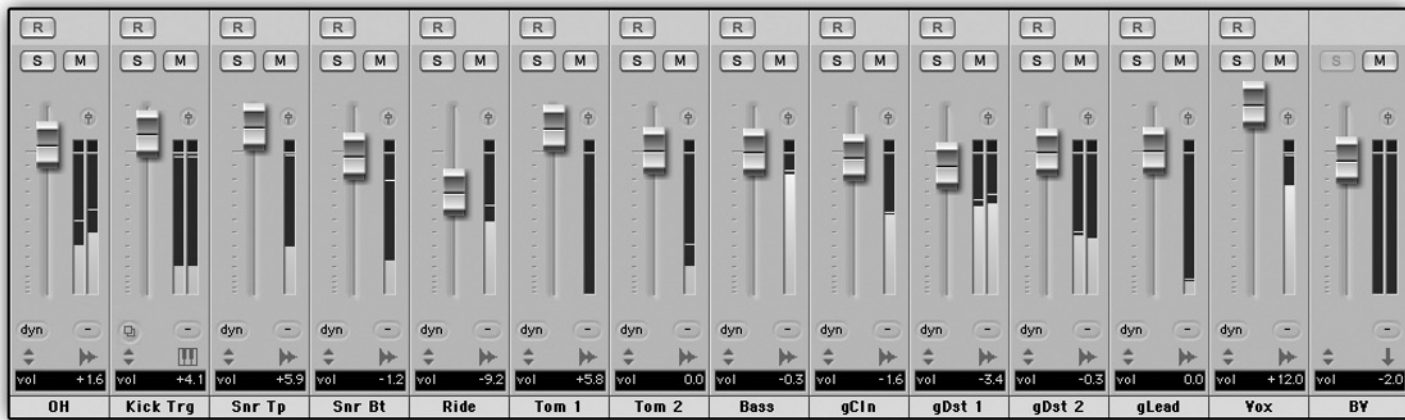 R R R R R R R R R R R R R
S M S M S M S M S M S M S M S M S M S M S M S M S M S M
dyn - - dyn - dyn - dyn - dyn - dyn - dyn - dyn - dyn - dyn - dyn - dyn - -
vol +1.6 vol +4.1 vol +5.9 vol -1.2 vol -9.2 vol +5.8 vol 0.0 vol -0.3 vol -1.6 vol -3.4 vol -0.3 vol 0.0 vol +12.0 vol -2.0
OH Kick Trg Snr Tp Snr Bt Ride Tom 1 Tom 2 Bass gCln gDst 1 gDst 2 gLead Vox BV